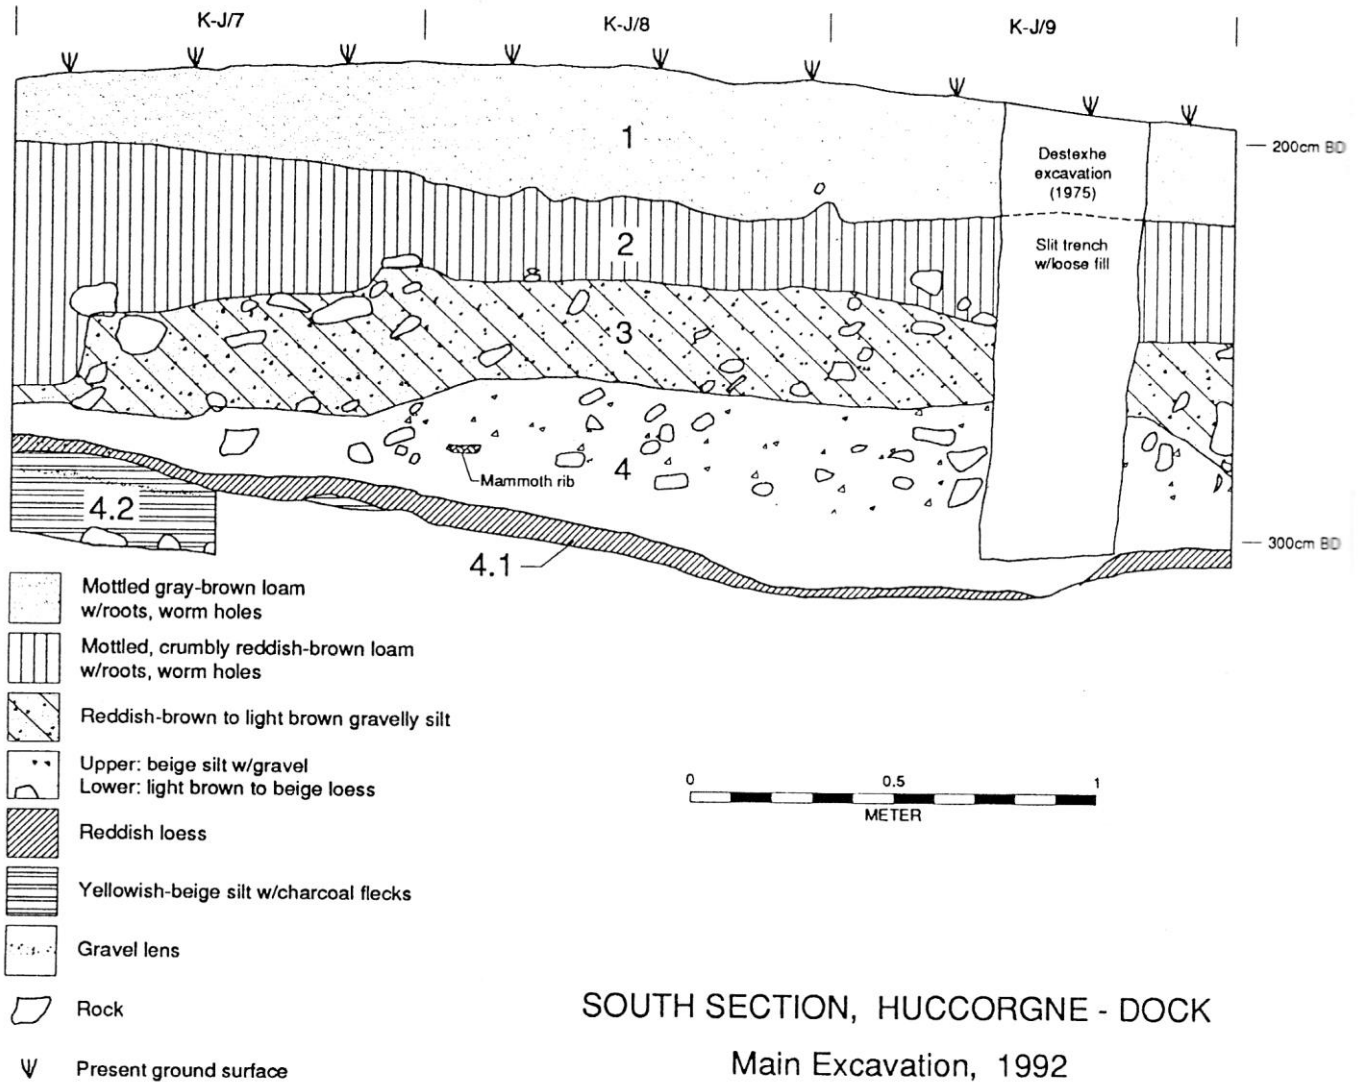 K-J/7
K-J/8
K-J/9
1
200cm BD
Destexhe
excavation
(1975)
2
Slit trench
w/loose fill
3
4
Mammoth rib
4.2
4.1
300cm BD
Mottled gray-brown loam
w/roots, worm holes
Mottled, crumbly reddish-brown loam
w/roots, worm holes
Reddish-brown to light brown gravelly silt
Upper: beige silt w/gravel
Lower: light brown to beige loess
Reddish loess
Yellowish-beige silt w/charcoal flecks
Gravel lens
Rock
Present ground surface
0 0.5 1
METER
SOUTH SECTION, HUCCORGNE - DOCK
Main Excavation, 1992